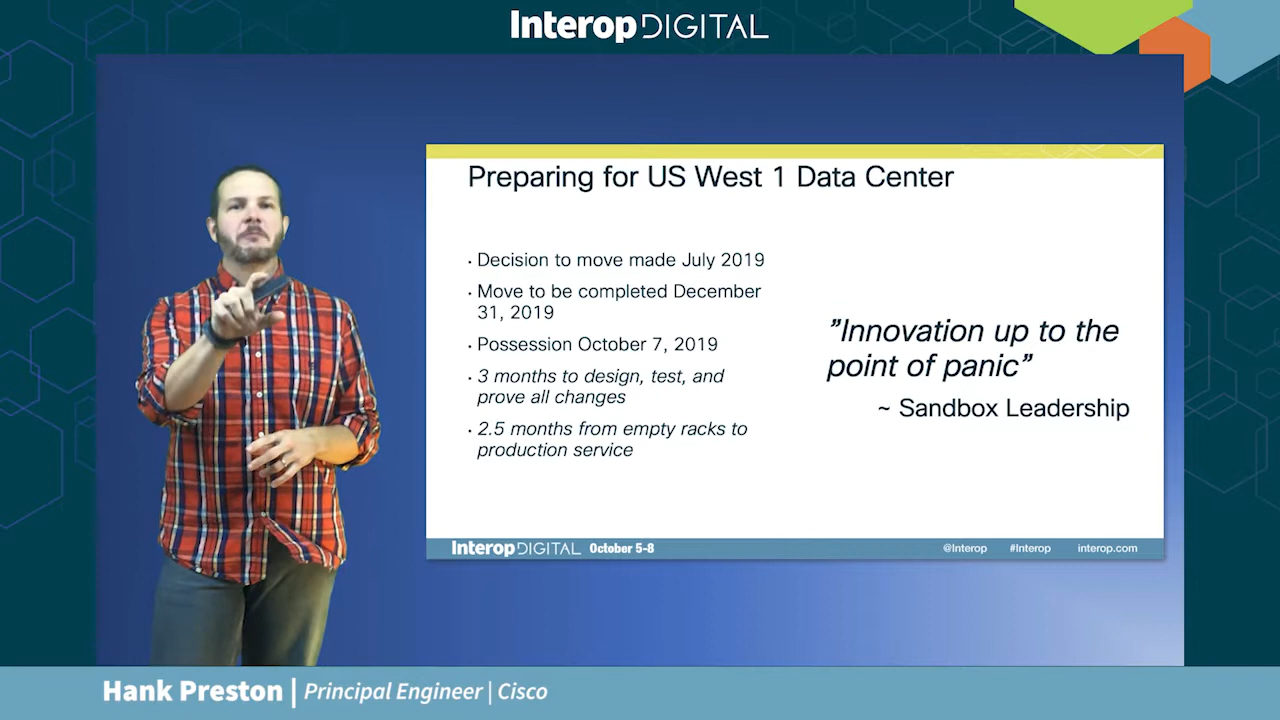 Interop DIGITAL
Preparing for US West 1 Data Center
• Decision to move made July 2019
• Move to be completed December
31, 2019
• Possession October 7, 2019
• 3 months to design, test, and
prove all changes
• 2.5 months from empty racks to
production service
”Innovation up to the
point of panic”
~ Sandbox Leadership
Interop DIGITAL October 5-8
@Interop #Interop interop.com
Hank Preston | Principal Engineer | Cisco